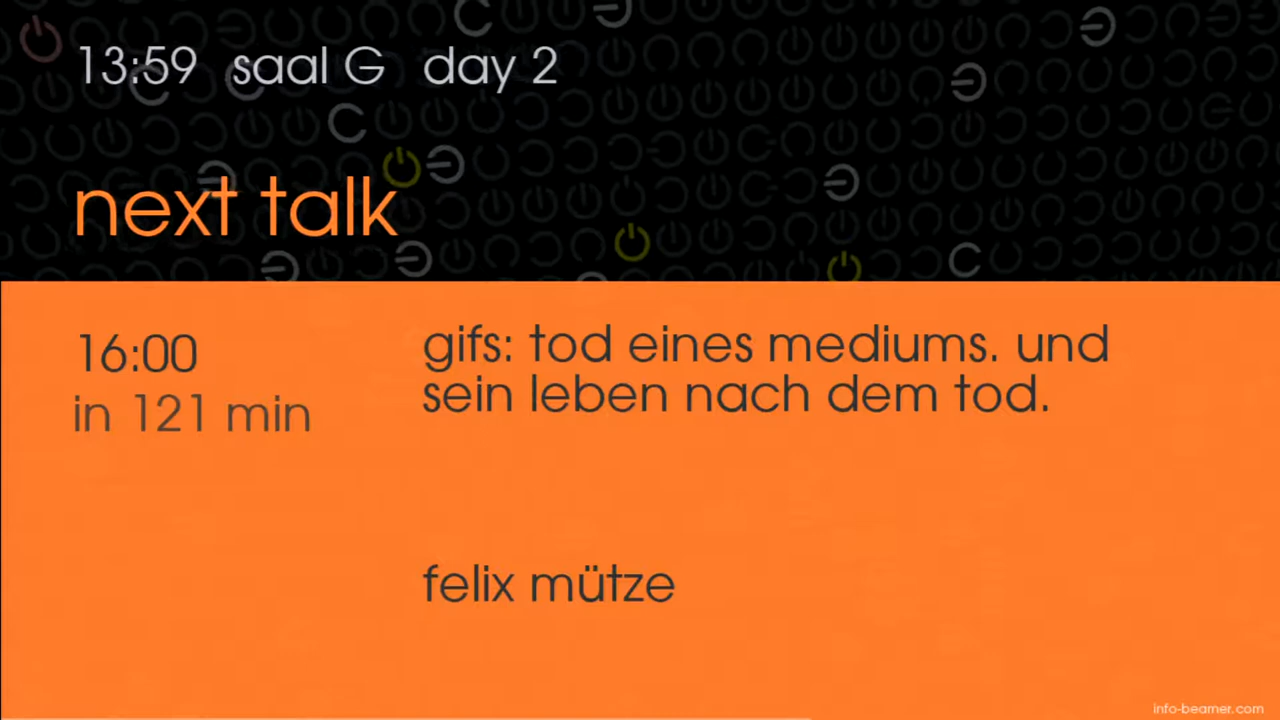 13:59 saal G day 2
next talk
16:00
in 121 min
gifs: tod eines mediums. und
sein leben nach dem tod.
felix mütze
info-beamer.com